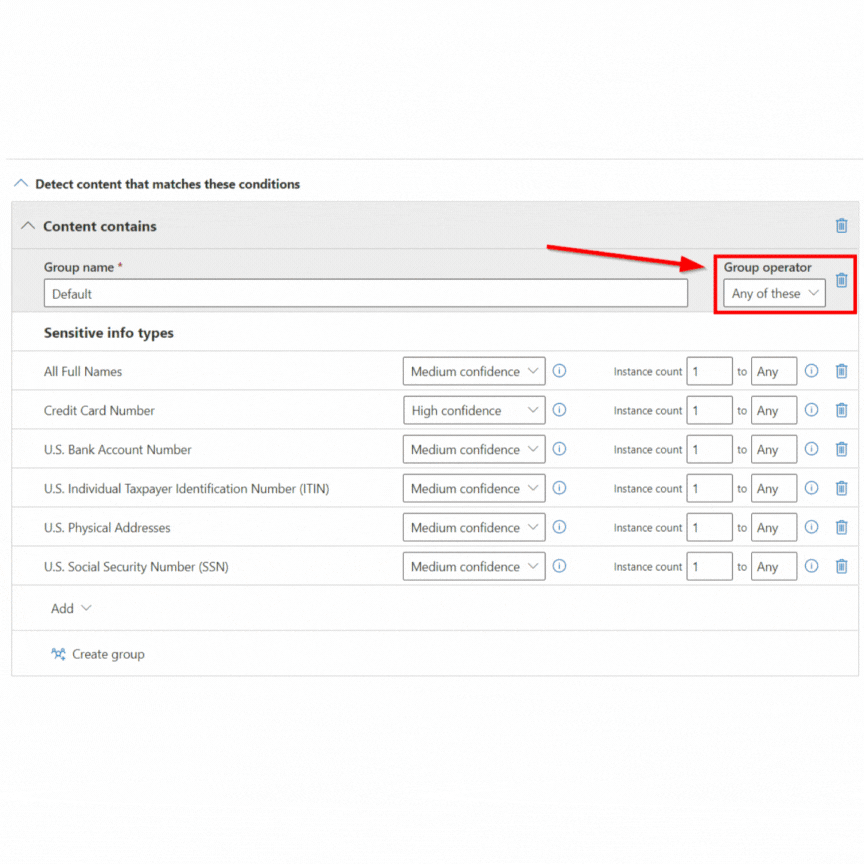 Detect content that matches these conditions
Content contains
Group name * Group operator
Default Any of these
Sensitive info types
All Full Names Medium confidence Instance count 1 to Any
Credit Card Number High confidence Instance count 1 to Any
U.S. Bank Account Number Medium confidence Instance count 1 to Any
U.S. Individual Taxpayer Identification Number (ITIN) Medium confidence Instance count 1 to Any
U.S. Physical Addresses Medium confidence Instance count 1 to Any
U.S. Social Security Number (SSN) Medium confidence Instance count 1 to Any
Add
Create group